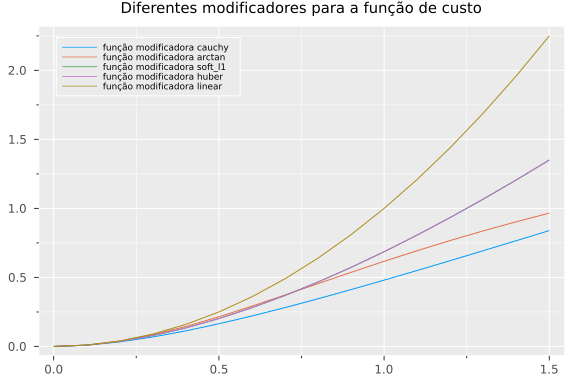 Diferentes modificadores para a função de custo
função modificadora cauchy
função modificadora arctan
função modificadora soft_l1
função modificadora huber
função modificadora linear
2.0
1.5
1.0
0.5
0.0
0.0 0.5 1.0 1.5